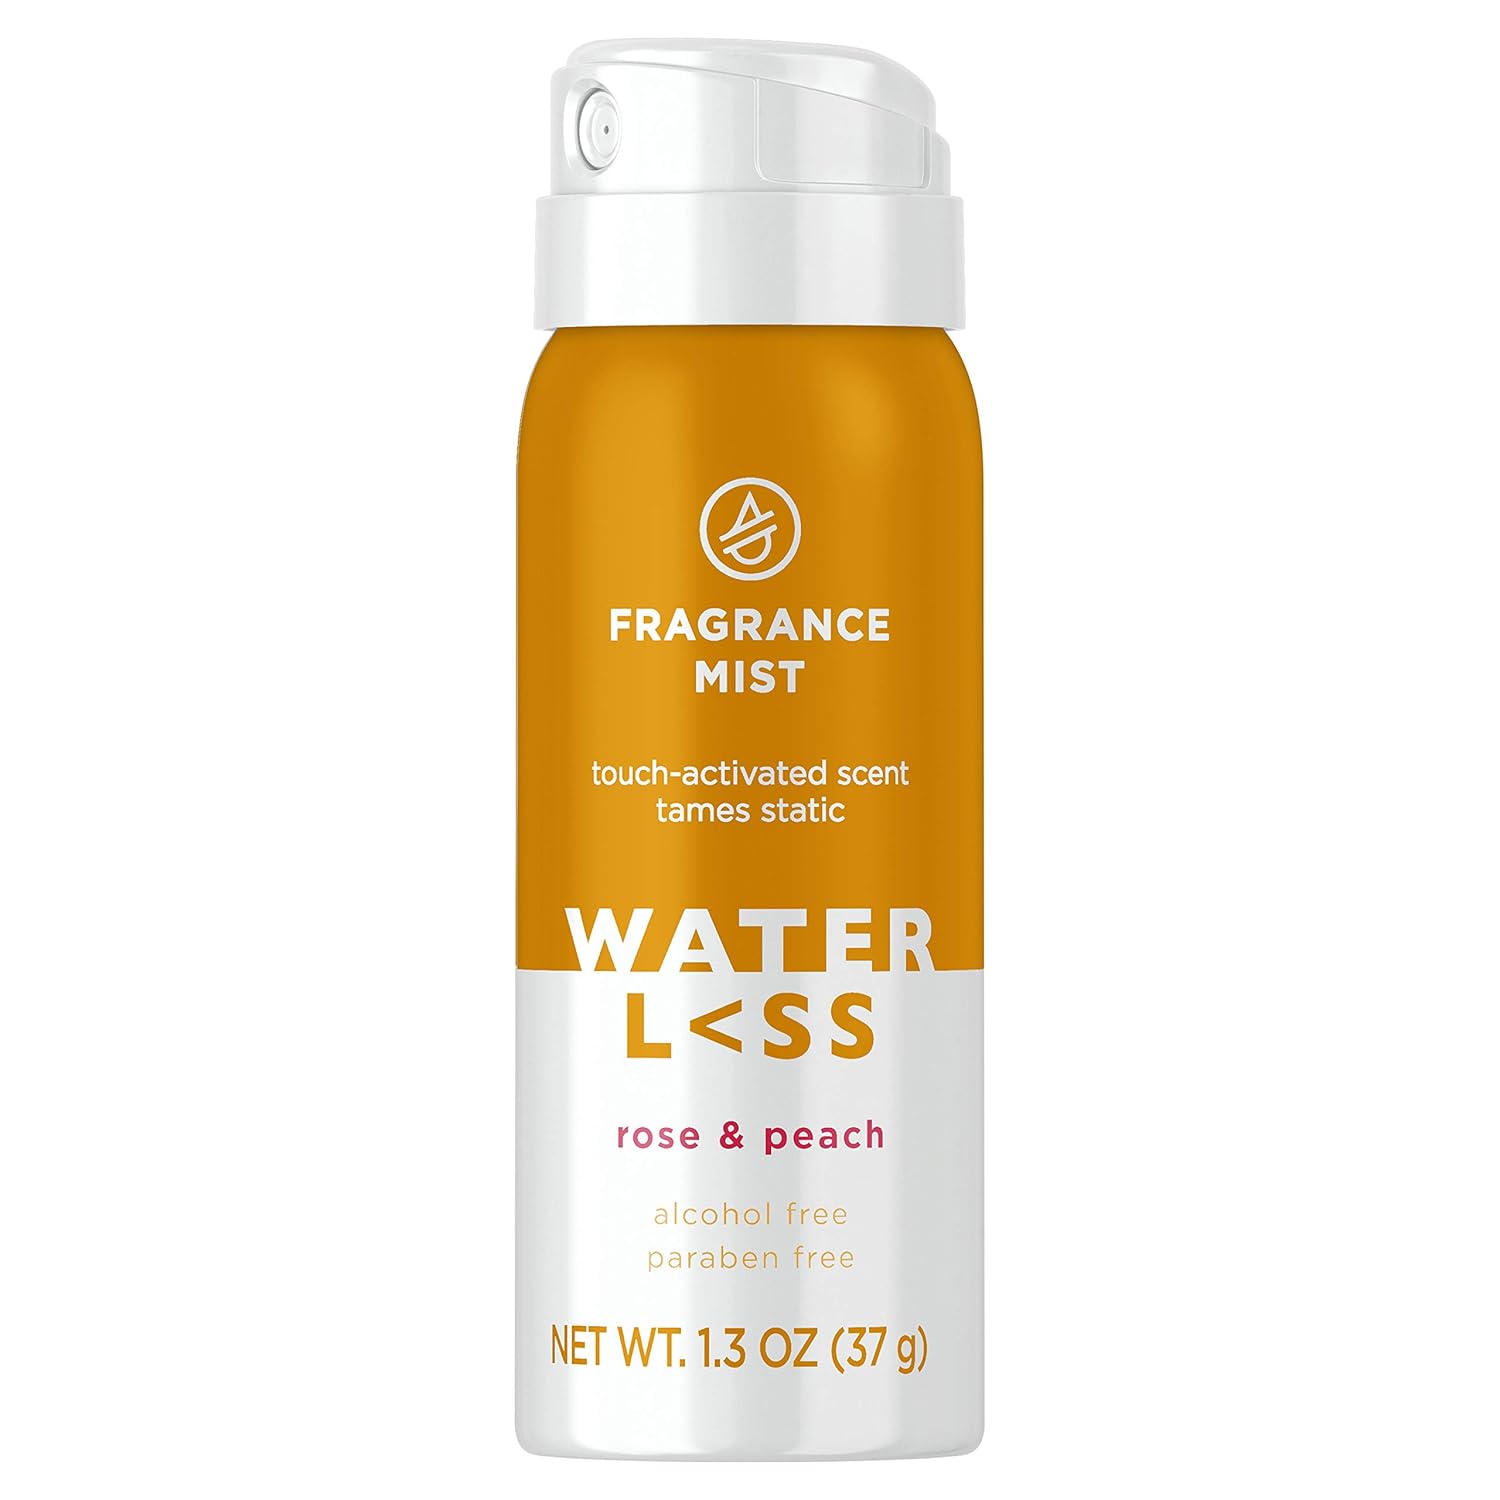 FRAGRANCE
MIST
touch-activated scent
tames static
WATER
L<SS
rose & peach
alcohol free
paraben free
NET WT. 1.3 OZ (37 g)